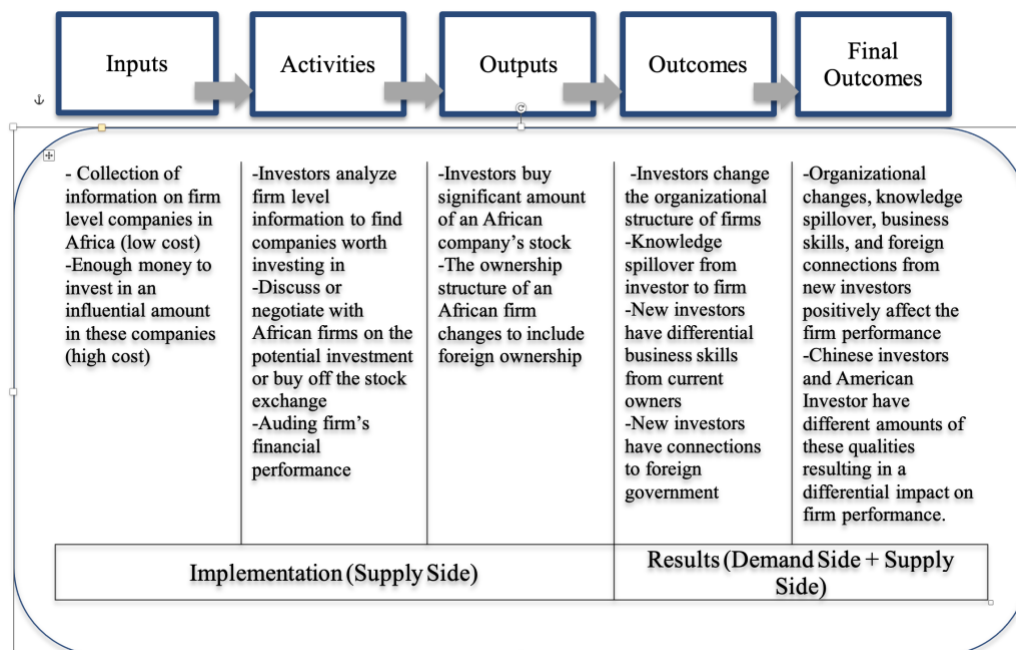 Inputs
Activities
Outputs
Outcomes
Final
Outcomes
- Collection of
information on firm
level companies in
Africa (low cost)
-Enough money to
invest in an
influential amount
in these companies
(high cost)
-Investors analyze
firm level
information to find
companies worth
investing in
-Discuss or
negotiate with
African firms on the
potential investment
or buy off the stock
exchange
-Auding firm's
financial
performance
-Investors buy
significant amount
of an African
company's stock
-The ownership
structure of an
African firm
changes to include
foreign ownership
-Investors change
the organizational
structure of firms
-Knowledge
spillover from
investor to firm
-New investors
have differential
business skills
from current
owners
-New investors
have connections
to foreign
government
-Organizational
changes, knowledge
spillover, business
skills, and foreign
connections from
new investors
positively affect the
firm performance
-Chinese investors
and American
Investor have
different amounts of
these qualities
resulting in a
differential impact on
firm performance.
Implementation (Supply Side)
Results (Demand Side + Supply
Side)